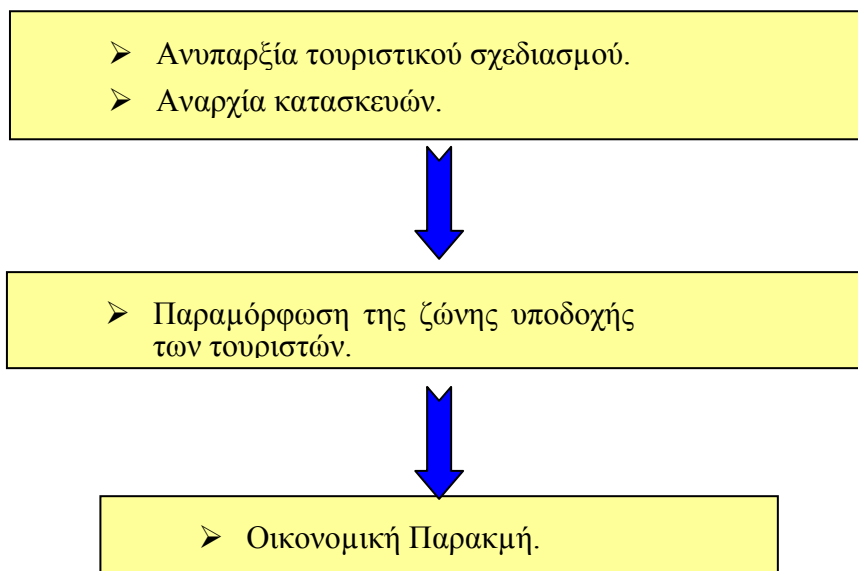 ➢ Ανυπαρξία τουριστικού σχεδιασμού.
➢ Αναρχία κατασκευών.
➢ Παραμόρφωση της ζώνης υποδοχής
των τουριστών.
➢ Οικονομική Παρακμή.